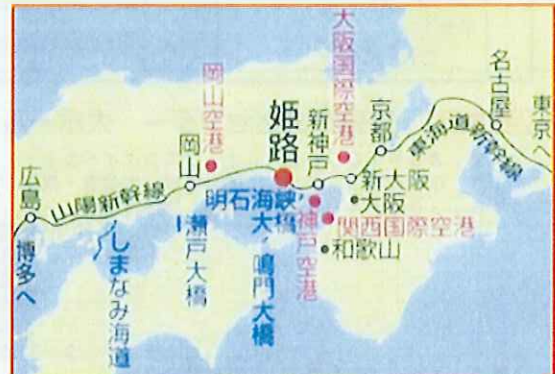 大阪国際空港
岡山空港
姫路
新神戸
京都
名古屋
東京へ
東海道新幹線
広島
博多へ
山陽新幹線
岡山
新大阪
大阪
明石海峡大橋・鳴門大橋
神戸空港
関西国際空港
和歌山
瀬戸大橋
しまなみ海道